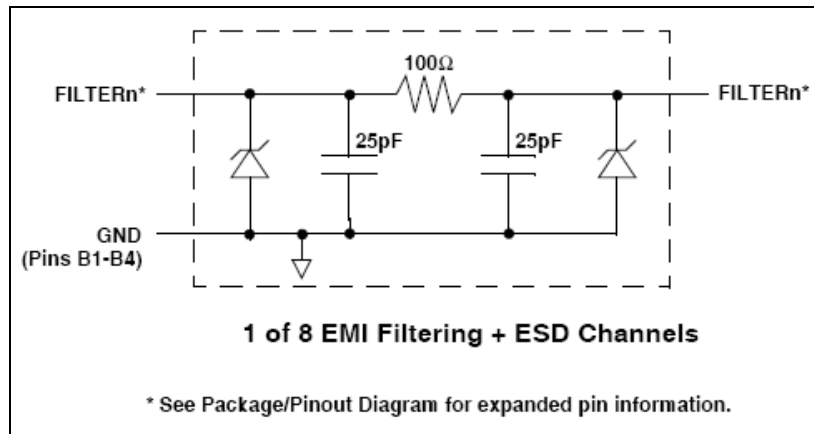 100Ω
FILTERn*
FILTERn*
25pF
25pF
GND
(Pins B1-B4)
1 of 8 EMI Filtering + ESD Channels
* See Package/Pinout Diagram for expanded pin information.